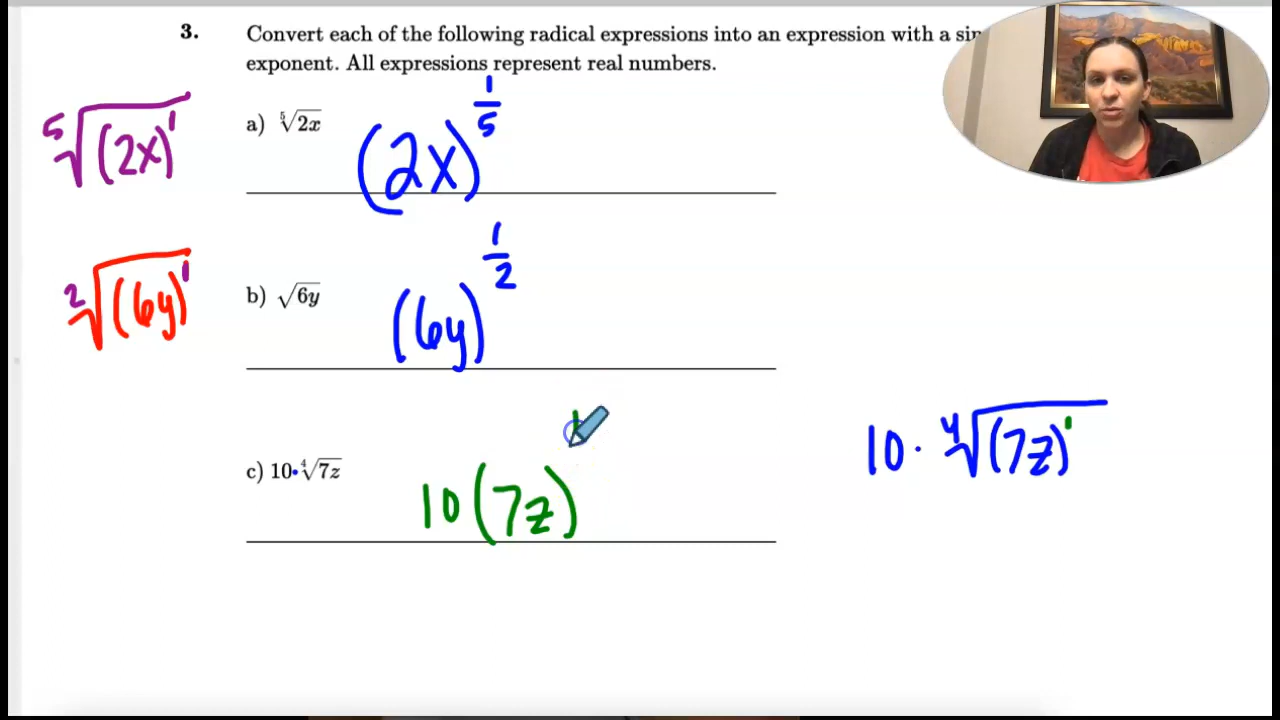 3. Convert each of the following radical expressions into an expression with a sin
exponent. All expressions represent real numbers.
⁵√(2x)¹ a) ⁵√2x (2x)^(1/5)
²√(6y)¹ b) √6y (6y)^(1/2)
c) 10•⁴√7z 10(7z)¹ 10·⁴√(7z)¹